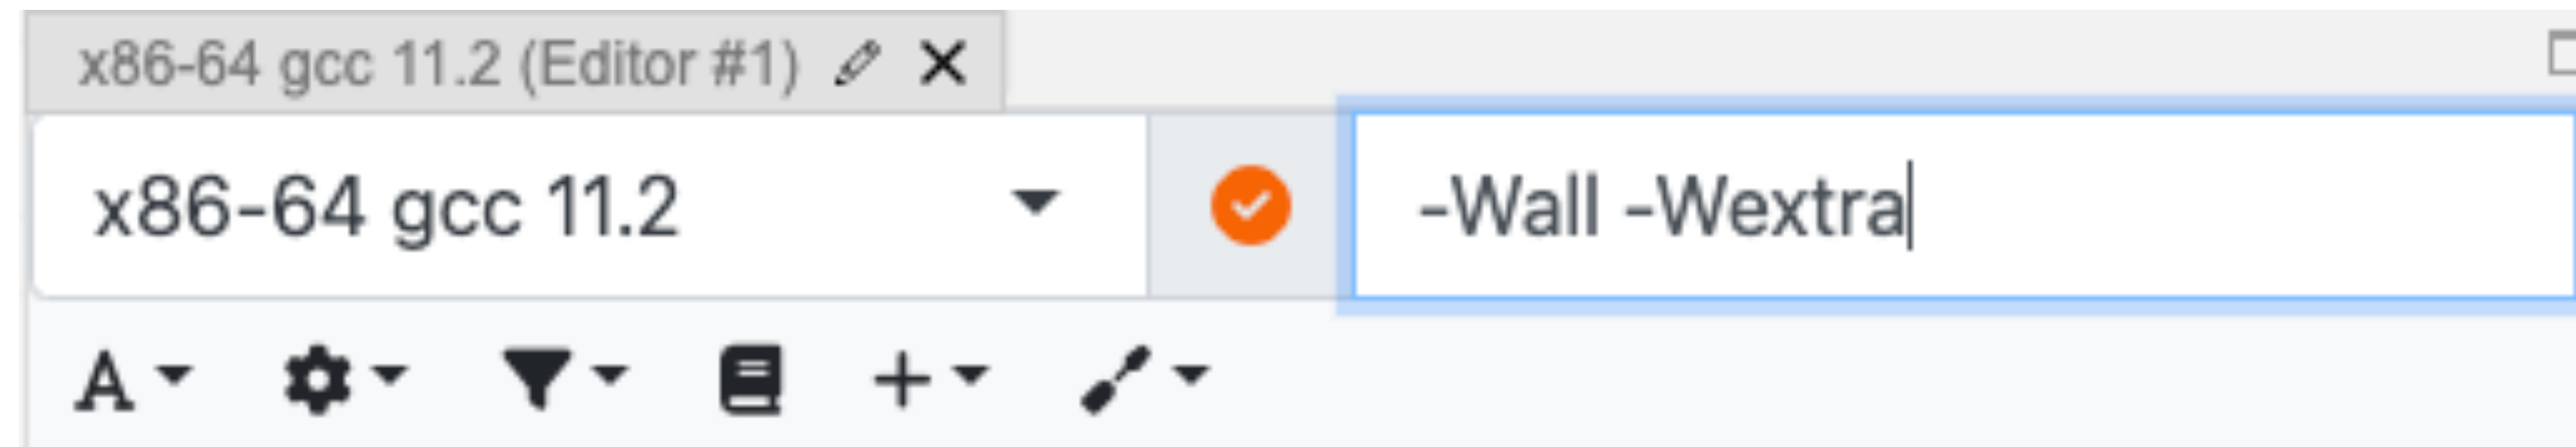 x86-64 gcc 11.2 (Editor #1)
x86-64 gcc 11.2
-Wall -Wextra
A